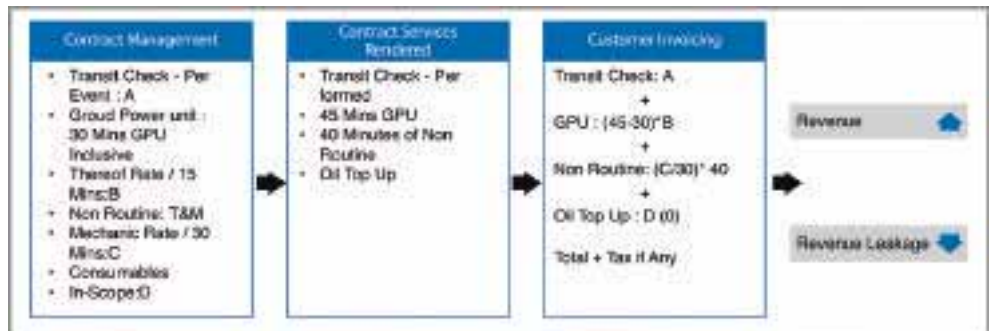 Contract Management
• Transit Check - Per
Event : A
• Groud Power unit :
30 Mins GPU
Inclusive
• Thereof Rate / 15
Mins:B
• Non Routine: T&M
• Mechanic Rate / 30
Mins:C
• Consumables
• In-Scope:D
Contract Services
Rendered
• Transit Check - Per
formed
• 45 Mins GPU
• 40 Minutes of Non
Routine
• Oil Top Up
Customer Invoicing
Transit Check: A
+
GPU : (45-30)*B
+
Non Routine: (C/30)* 40
+
Oil Top Up : D (0)
Total + Tax if Any
Revenue
Revenue Leakage